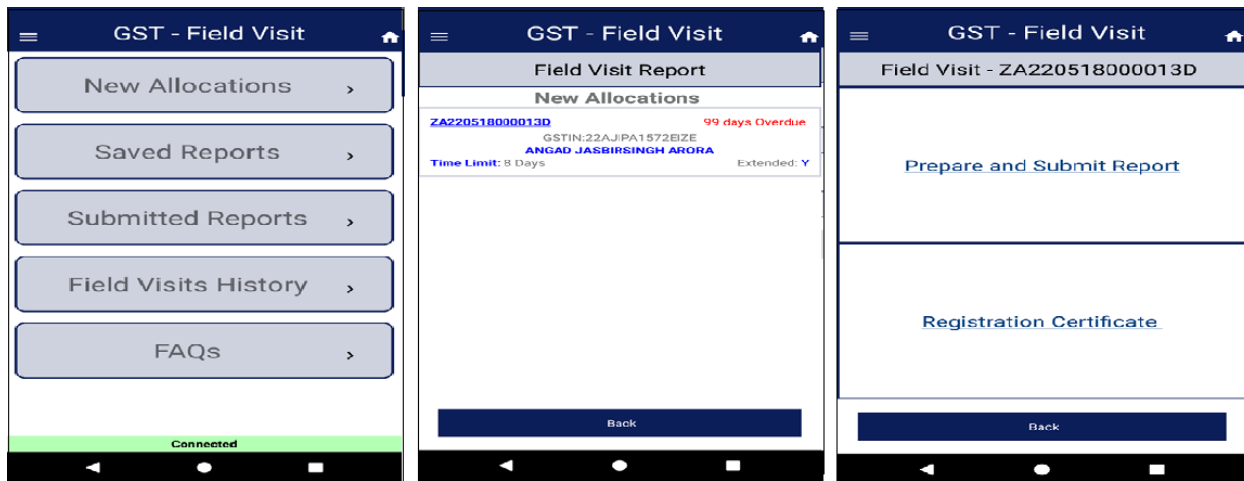 GST - Field Visit
New Allocations
Saved Reports
Submitted Reports
Field Visits History
FAQs
Connected
GST - Field Visit
Field Visit Report
New Allocations
ZA220518000013D 99 days Overdue
GSTIN:22AJIPA1572EIZE
ANGAD JASBIRSINGH ARORA
Time Limit: 8 Days Extended: Y
Back
GST - Field Visit
Field Visit - ZA220518000013D
Prepare and Submit Report
Registration Certificate
Back